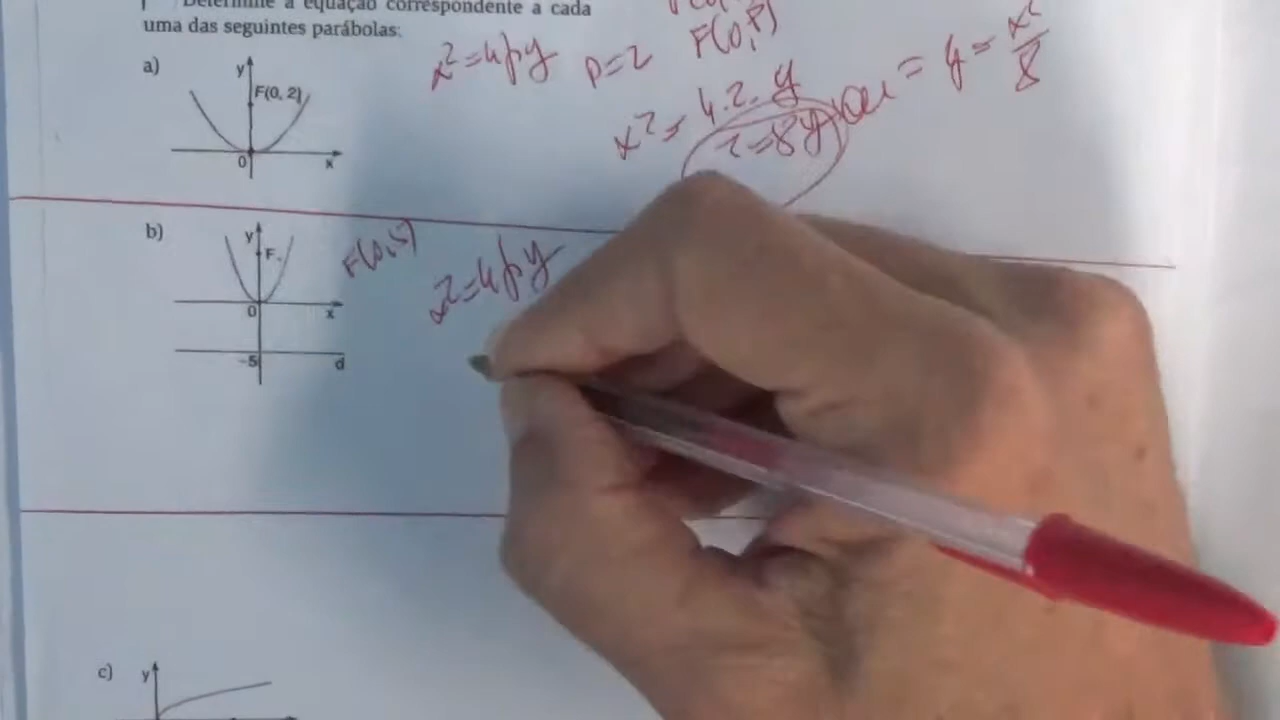 Determine a equação correspondente a cada
uma das seguintes parábolas:
a)
y
F(0, 2)
0
x
x²=4py
p=2
F(0,P)
x²=4.2.y
=8y ou = y = x²/8
b)
y
F
0
x
-5
d
F(0,5)
x²=4py
c)
y